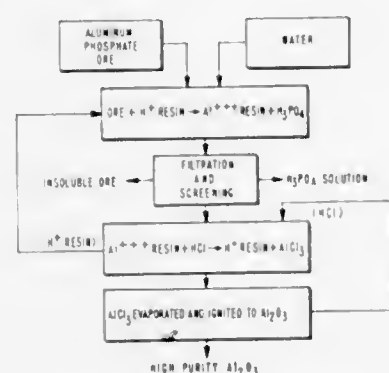 ALUMINUM
PHOSPHATE
ORE
WATER
ORE + H⁺ RESIN → Al⁺⁺⁺ RESIN + H₃PO₄
FILTRATION
AND
SCREENING
INSOLUBLE ORE
H₃PO₄ SOLUTION
(HCl)
H⁺ RESIN)
Al⁺⁺⁺ RESIN + HCl → H⁺ RESIN + AlCl₃
AlCl₃ EVAPORATED AND IGNITED TO Al₂O₃
HIGH PURITY Al₂O₃